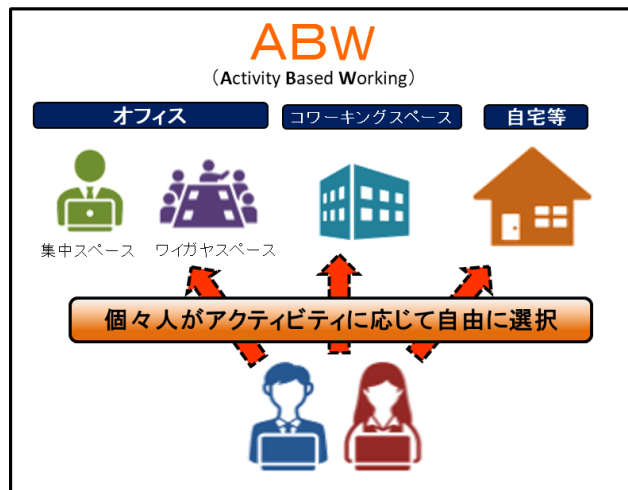 ABW
（Activity Based Working）
オフィス
コワーキングスペース
自宅等
集中スペース
ワイガヤスペース
個々人がアクティビティに応じて自由に選択